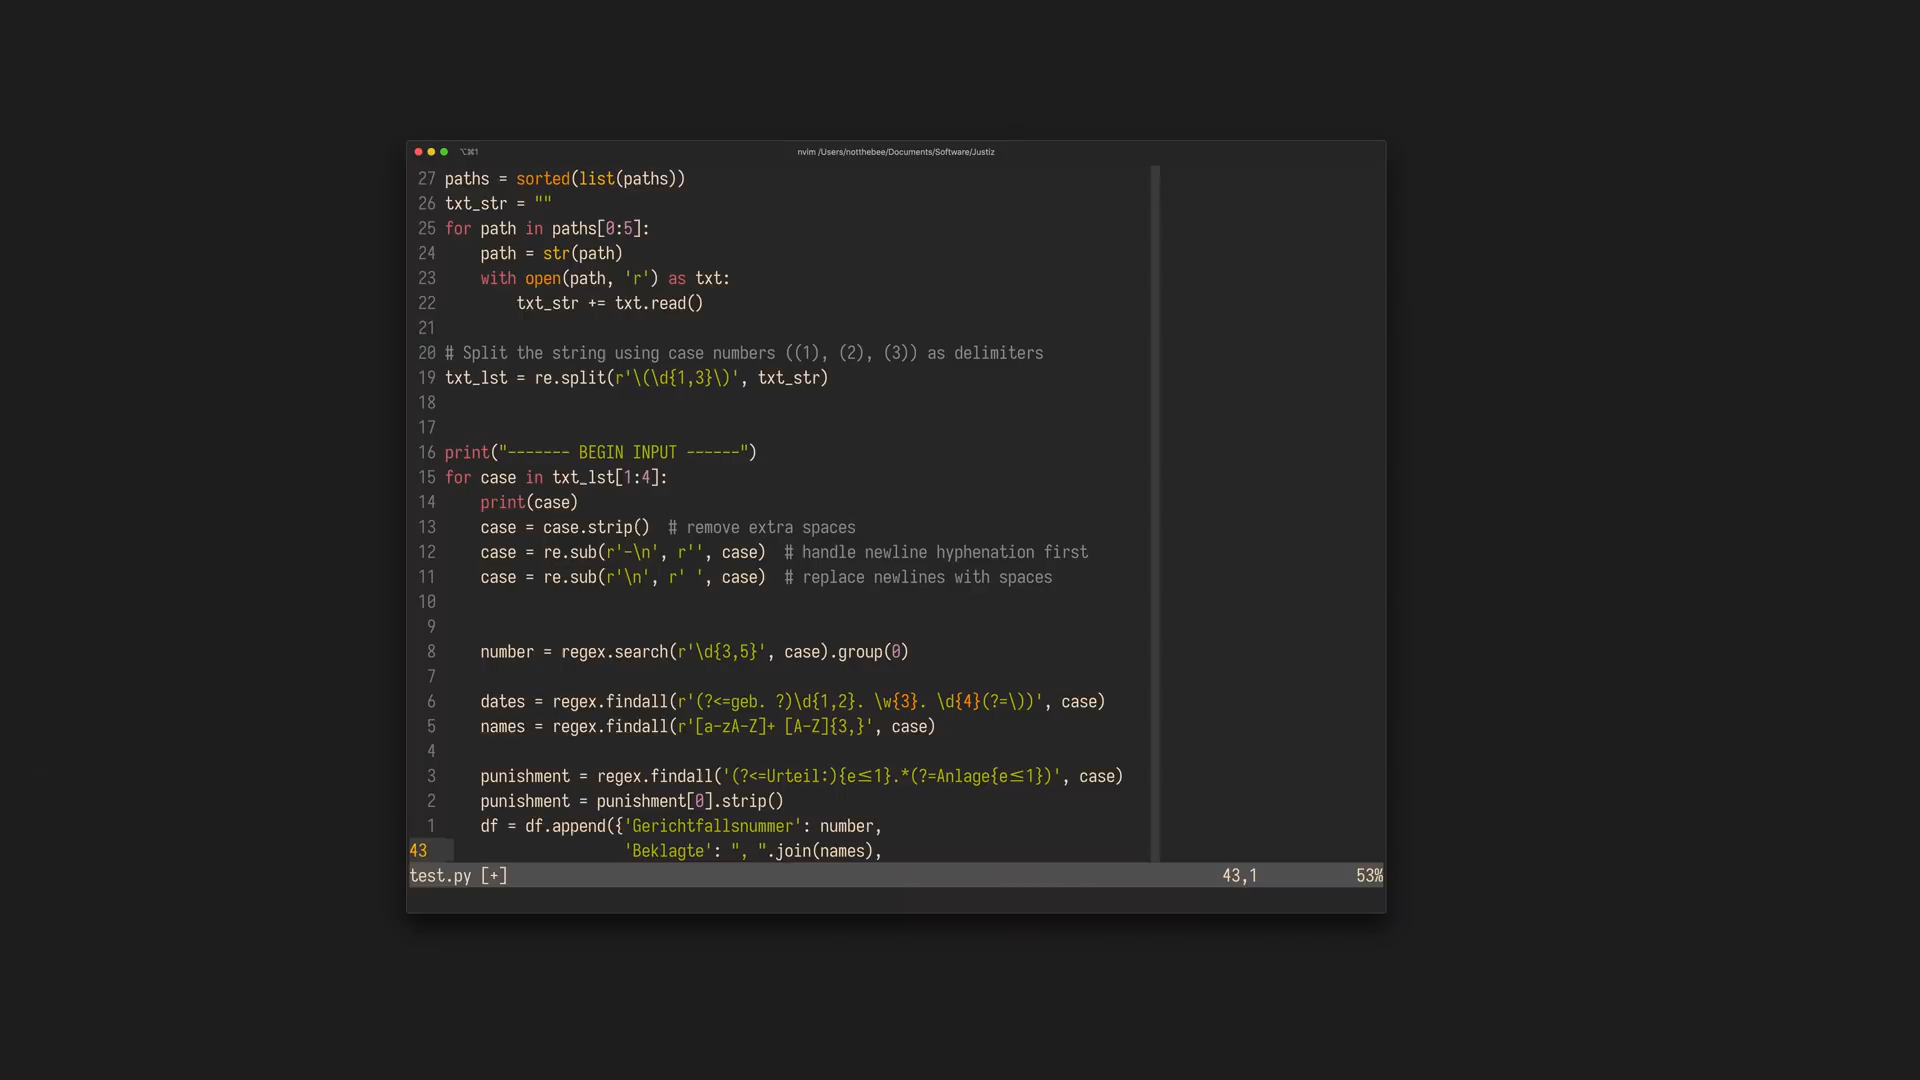 ⌥⌘1 nvim /Users/notthebee/Documents/Software/Justiz
27 paths = sorted(list(paths))
26 txt_str = ""
25 for path in paths[0:5]:
24     path = str(path)
23     with open(path, 'r') as txt:
22         txt_str += txt.read()
21
20 # Split the string using case numbers ((1), (2), (3)) as delimiters
19 txt_lst = re.split(r'\(\d{1,3}\)', txt_str)
18
17
16 print("------- BEGIN INPUT ------")
15 for case in txt_lst[1:4]:
14     print(case)
13     case = case.strip()  # remove extra spaces
12     case = re.sub(r'-\n', r'', case)  # handle newline hyphenation first
11     case = re.sub(r'\n', r' ', case)  # replace newlines with spaces
10
9
8     number = regex.search(r'\d{3,5}', case).group(0)
7
6     dates = regex.findall(r'(?<=geb. ?)\d{1,2}. \w{3}. \d{4}(?=\))', case)
5     names = regex.findall(r'[a-zA-Z]+ [A-Z]{3,}', case)
4
3     punishment = regex.findall('(?<=Urteil:){e≤1}.*(?=Anlage{e≤1})', case)
2     punishment = punishment[0].strip()
1     df = df.append({'Gerichtfallsnummer': number,
43                     'Beklagte': ", ".join(names),
test.py [+] 43,1 53%